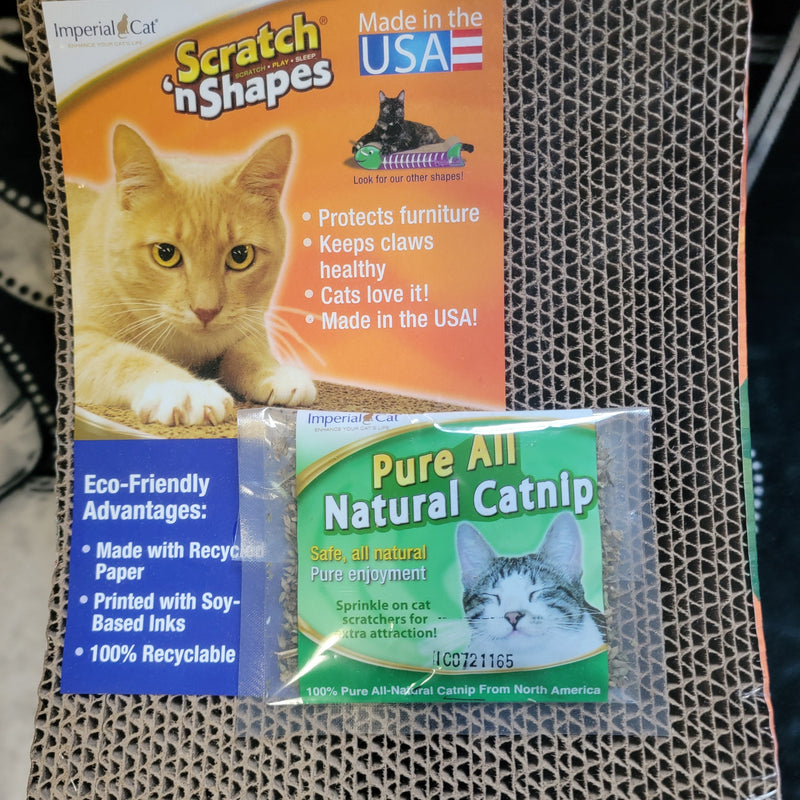 Imperial Cat®
ENHANCE YOUR CAT'S LIFE
Scratch®
SCRATCH • PLAY • SLEEP
'n Shapes
Made in the
USA
Look for our other shapes!
• Protects furniture
• Keeps claws
healthy
• Cats love it!
• Made in the USA!
Eco-Friendly
Advantages:
• Made with Recycled
Paper
• Printed with Soy-
Based Inks
• 100% Recyclable
Imperial Cat®
ENHANCE YOUR CAT'S LIFE
Pure All
Natural Catnip
Safe, all natural
Pure enjoyment
Sprinkle on cat
scratchers for
extra attraction!
100% Pure All-Natural Catnip From North America